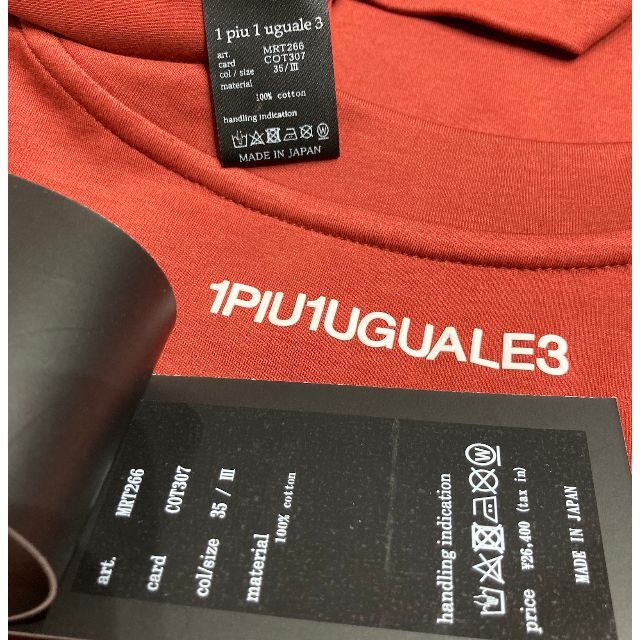 1 piu 1 uguale 3
art. MRT266
card COT307
col / size 35/Ⅲ
material
100% cotton
handling indication
W
MADE IN JAPAN
1PIU1UGUALE3
art. MRT266
card COT307
col/size 35 / Ⅲ
material
100% cotton
handling indication
W
price ¥26,400 (tax in)
MADE IN JAPAN